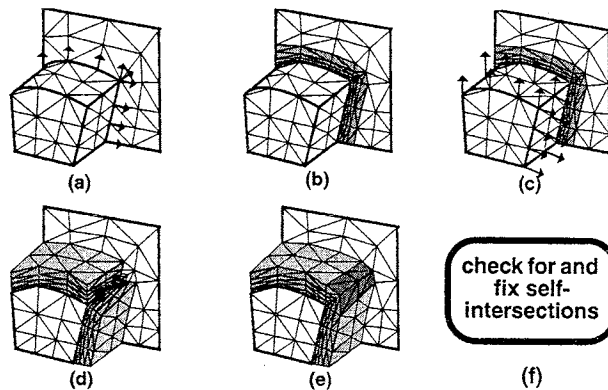 (a)
(b)
(c)
(d)
(e)
check for and
fix self-
intersections
(f)